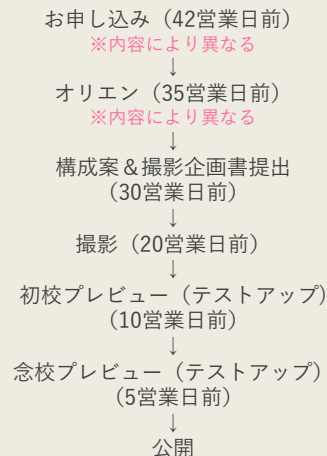 お申し込み（42営業日前）
※内容により異なる
↓
オリエン（35営業日前）
※内容により異なる
↓
構成案＆撮影企画書提出
（30営業日前）
↓
撮影（20営業日前）
↓
初校プレビュー（テストアップ）
（10営業日前）
↓
念校プレビュー（テストアップ）
（5営業日前）
↓
公開